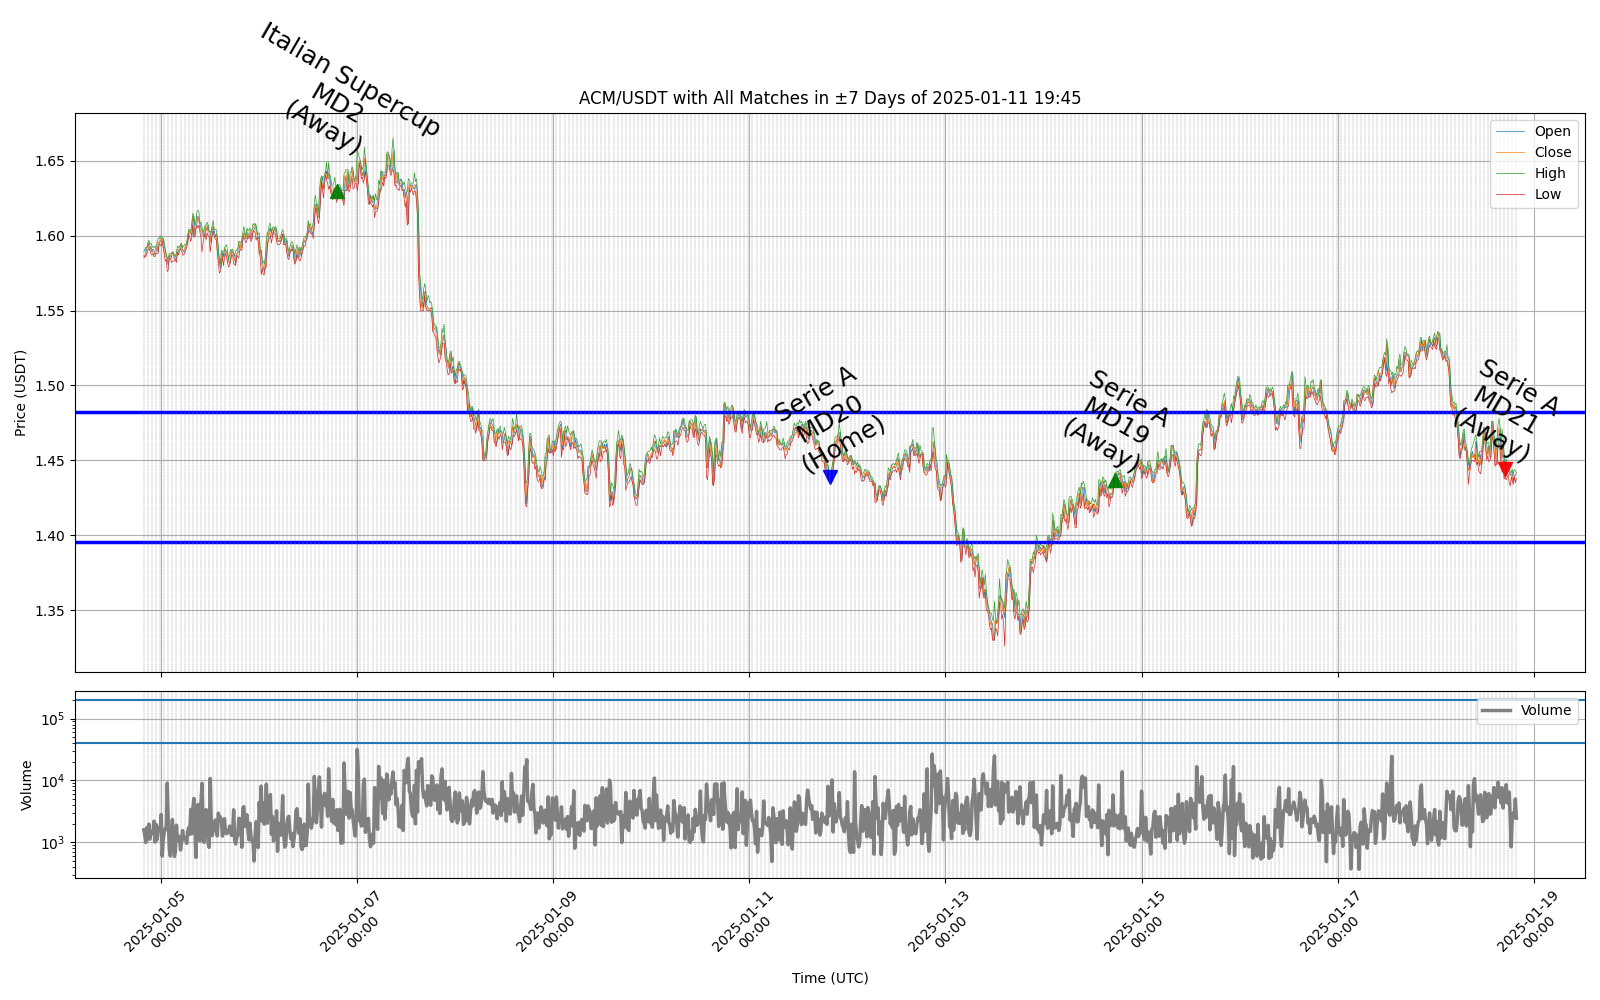 Italian Supercup
MD2
(Away)
ACM/USDT with All Matches in ±7 Days of 2025-01-11 19:45
Open
Close
High
Low
1.65
1.60
1.55
1.50
1.45
1.40
1.35
Price (USDT)
Serie A
MD20
(Home)
Serie A
MD19
(Away)
Serie A
MD21
(Away)
Volume
10⁵
10⁴
10³
Volume
2025-01-05
00:00
2025-01-07
00:00
2025-01-09
00:00
2025-01-11
00:00
2025-01-13
00:00
2025-01-15
00:00
2025-01-17
00:00
2025-01-19
00:00
Time (UTC)